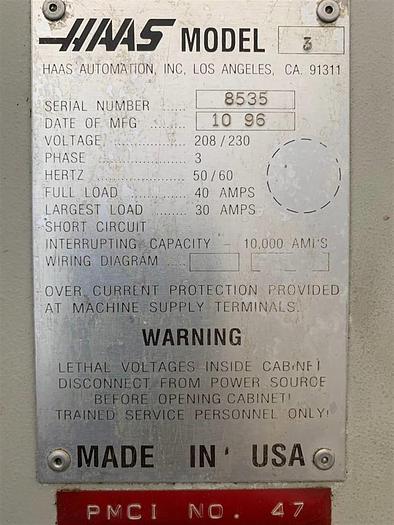 HAAS MODEL 3
HAAS AUTOMATION, INC. LOS ANGELES, CA. 91311
SERIAL NUMBER ...... 8535
DATE OF MFG ........... 10 96
VOLTAGE ................. 208/230
PHASE ...................... 3
HERTZ ..................... 50/60
FULL LOAD .............. 40 AMPS
LARGEST LOAD ........ 30 AMPS
SHORT CIRCUIT
INTERRUPTING CAPACITY – 10,000 AMPS
WIRING DIAGRAM ....
OVER CURRENT PROTECTION PROVIDED
AT MACHINE SUPPLY TERMINALS.
WARNING
LETHAL VOLTAGES INSIDE CABINET
DISCONNECT FROM POWER SOURCE
BEFORE OPENING CABINET!
TRAINED SERVICE PERSONNEL ONLY!
MADE IN USA
PMCI NO. 47